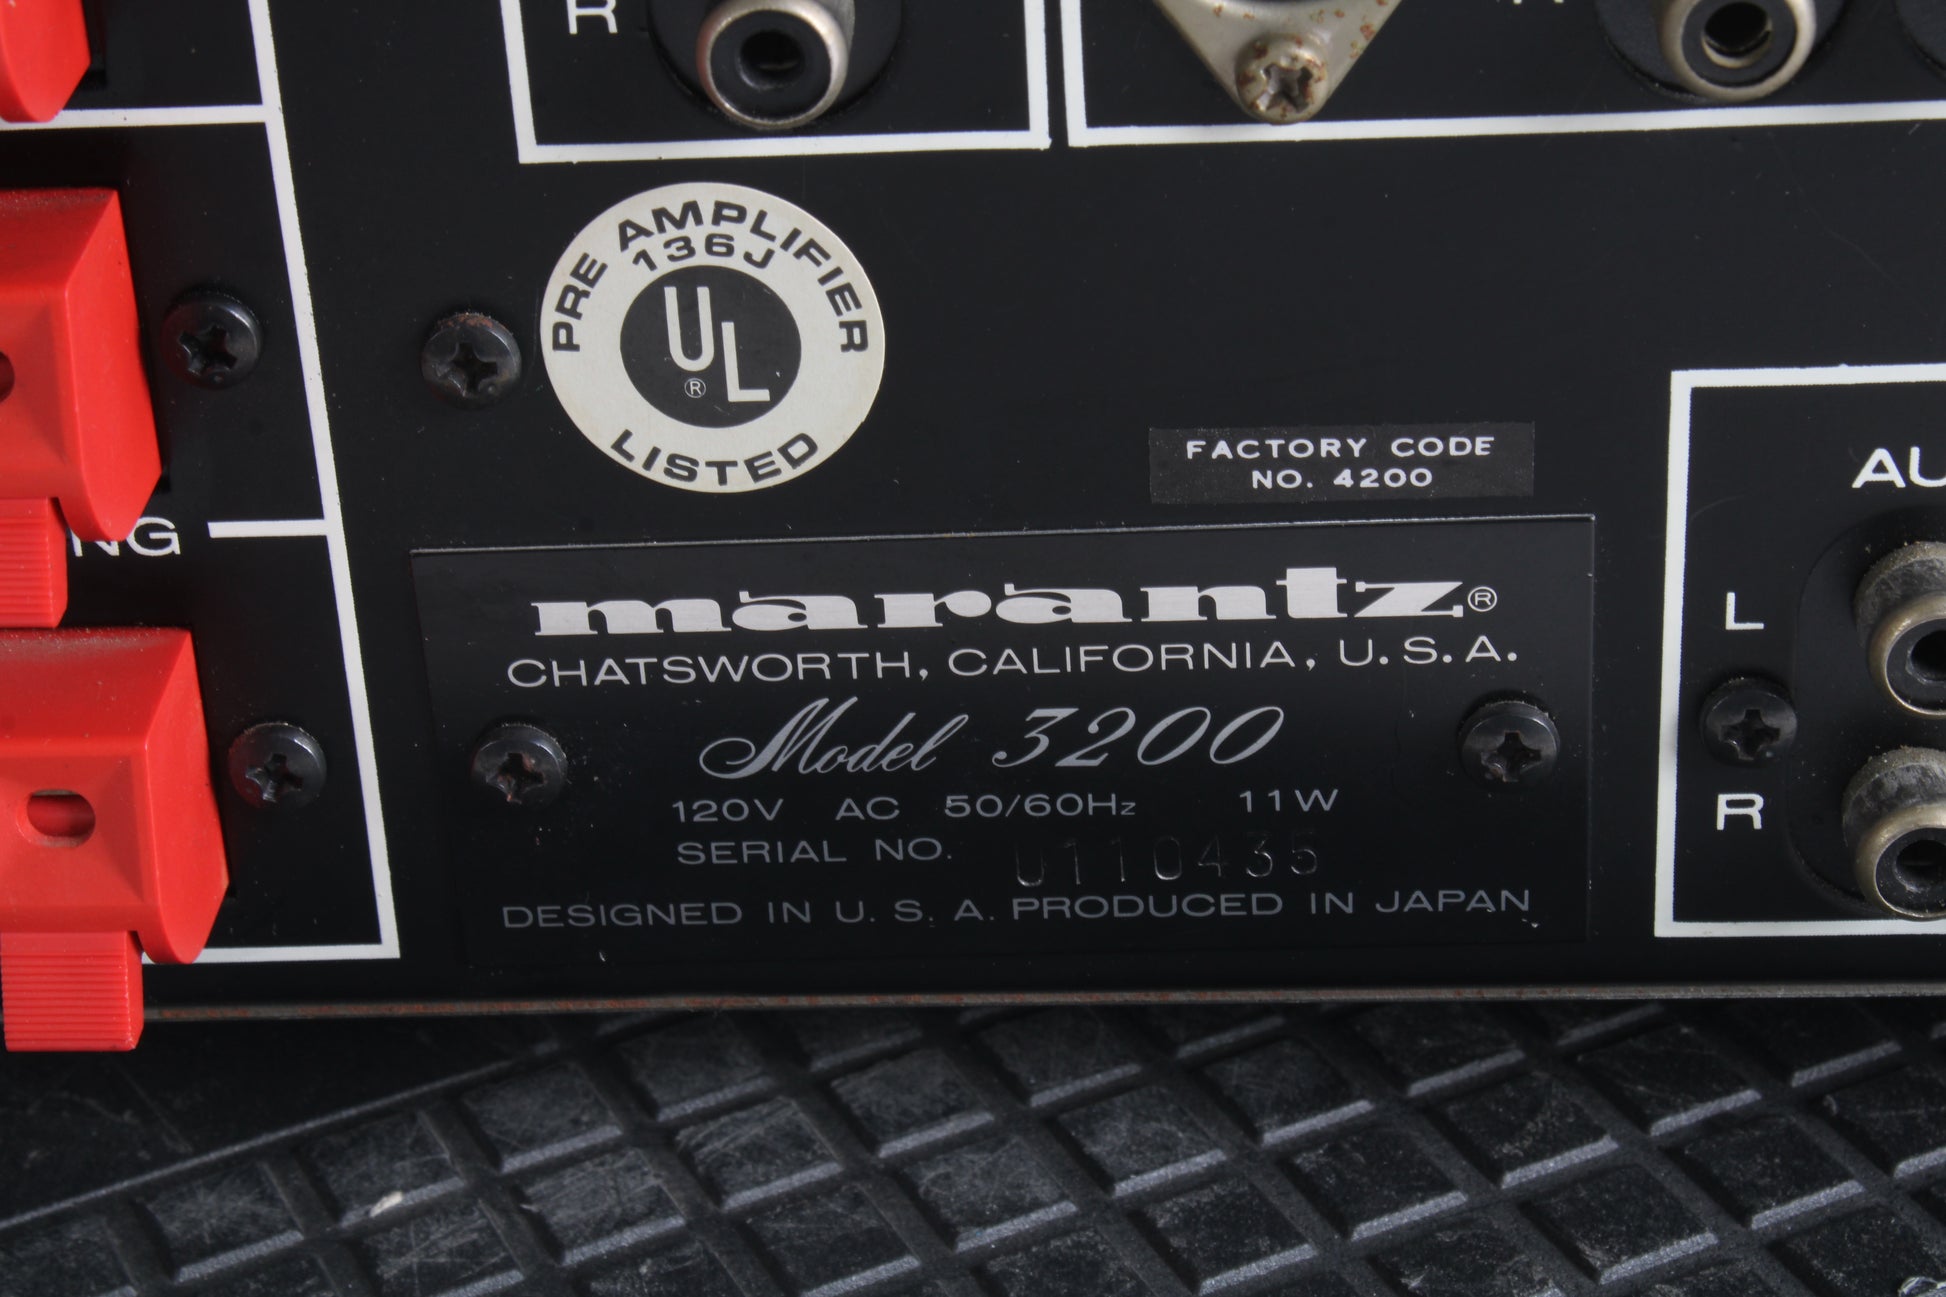 R
PRE AMPLIFIER
136J
UL
®
LISTED
FACTORY CODE
NO. 4200
NG
AU
marantz®
CHATSWORTH, CALIFORNIA, U.S.A.
L
Model 3200
120V AC 50/60Hz 11W
R
SERIAL NO. U110435
DESIGNED IN U. S. A. PRODUCED IN JAPAN